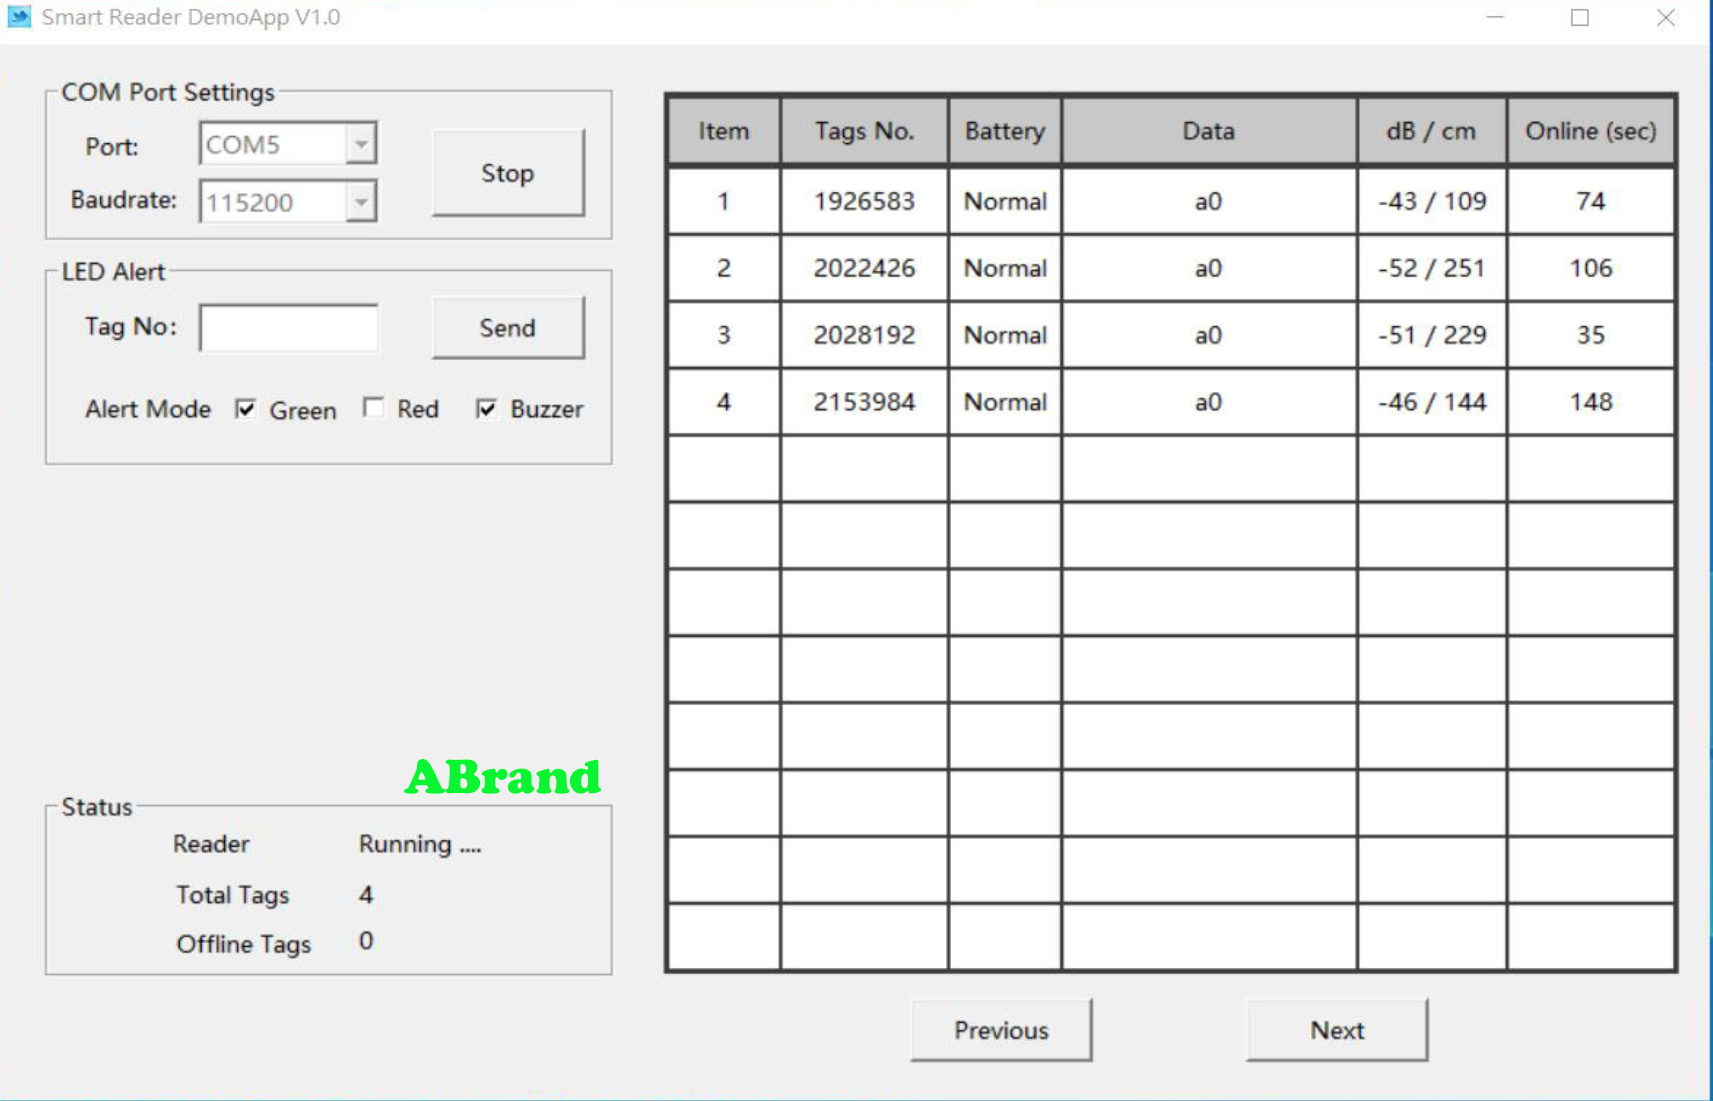 Smart Reader DemoApp V1.0
COM Port Settings
Port: COM5
Baudrate: 115200
Stop
LED Alert
Tag No:
Send
Alert Mode Green Red Buzzer
ABrand
Status
Reader Running ....
Total Tags 4
Offline Tags 0
Item Tags No. Battery Data dB / cm Online (sec)
1 1926583 Normal a0 -43 / 109 74
2 2022426 Normal a0 -52 / 251 106
3 2028192 Normal a0 -51 / 229 35
4 2153984 Normal a0 -46 / 144 148
Previous Next